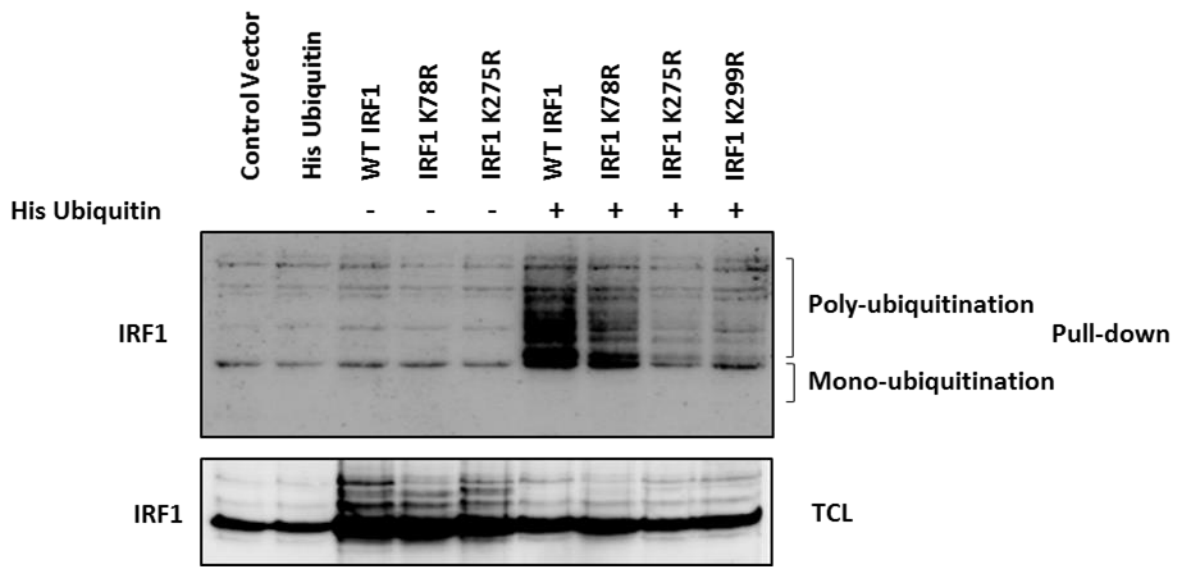 Control Vector
His Ubiquitin
WT IRF1
IRF1 K78R
IRF1 K275R
WT IRF1
IRF1 K78R
IRF1 K275R
IRF1 K299R
His Ubiquitin - - - + + + +
IRF1
Poly-ubiquitination
Pull-down
Mono-ubiquitination
IRF1
TCL